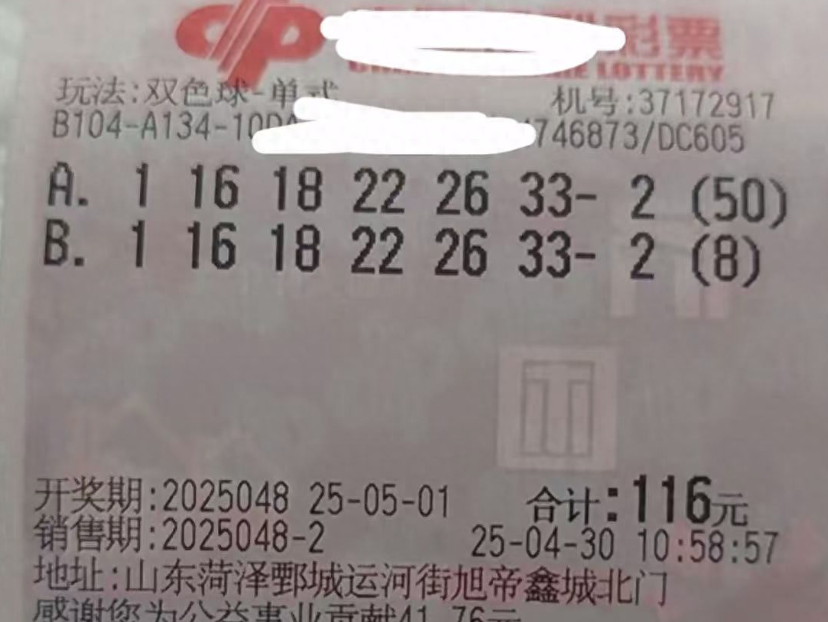 彩票
LOTTERY
玩法:双色球-单式 机号:37172917
B104-A134-10D 746873/DC605
A. 1 16 18 22 26 33- 2 (50)
B. 1 16 18 22 26 33- 2 (8)
开奖期:2025048 25-05-01 合计:116元
销售期:2025048-2 25-04-30 10:58:57
地址:山东菏泽鄄城运河街旭帝鑫城北门
感谢您为公益事业贡献41.76元